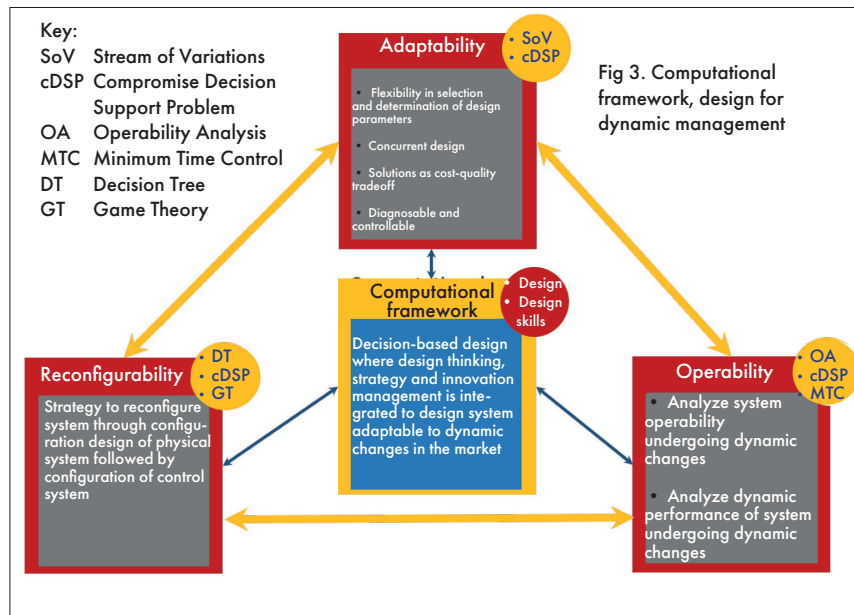 Key:
SoV Stream of Variations
cDSP Compromise Decision
Support Problem
OA Operability Analysis
MTC Minimum Time Control
DT Decision Tree
GT Game Theory
Adaptability
• SoV
• cDSP
• Flexibility in selection
and determination of design
parameters
• Concurrent design
• Solutions as cost-quality
tradeoff
• Diagnosable and
controllable
Fig 3. Computational
framework, design for
dynamic management
Computational
framework
• Design
• Design
skills
Decision-based design
where design thinking,
strategy and innovation
management is inte-
grated to design system
adaptable to dynamic
changes in the market
Reconfigurability
• DT
• cDSP
• GT
Strategy to reconfigure
system through configu-
ration design of physical
system followed by
configuration of control
system
Operability
• OA
• cDSP
• MTC
• Analyze system
operability
undergoing dynamic
changes
• Analyze dynamic
performance of system
undergoing dynamic
changes